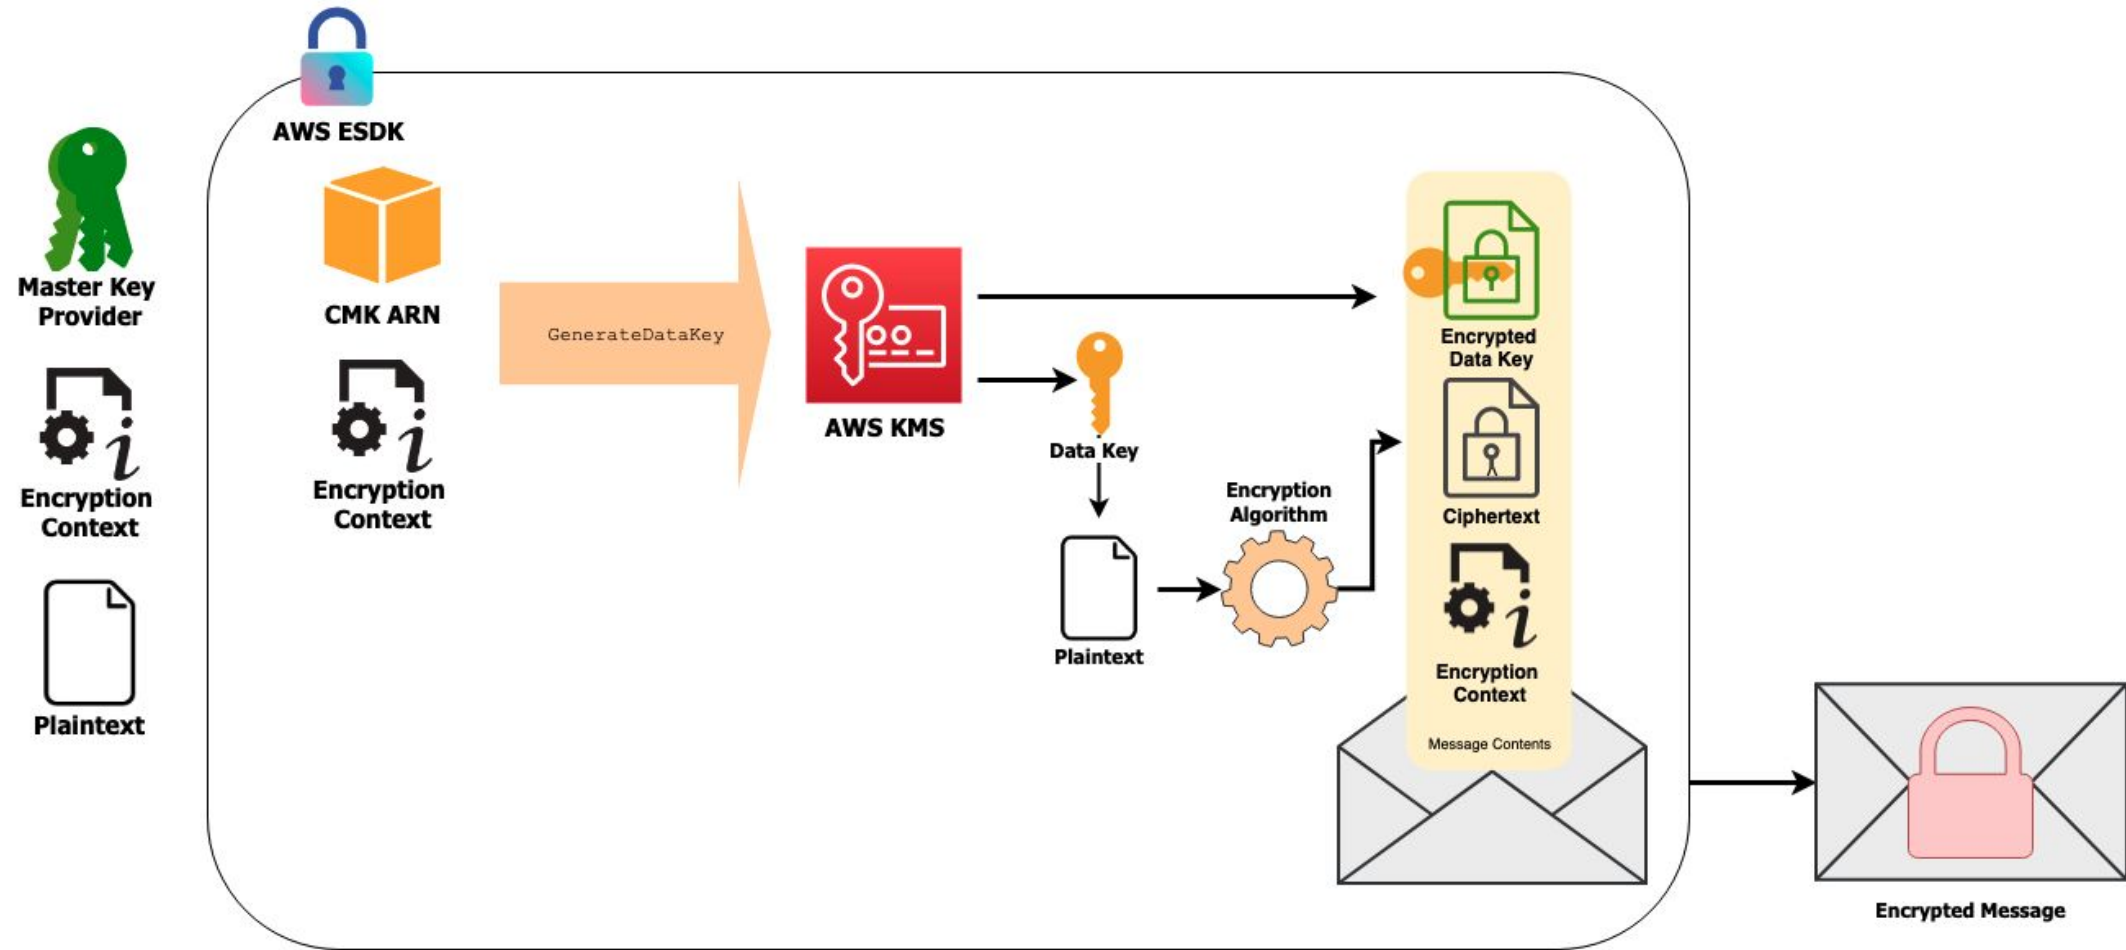 AWS ESDK
Master Key
Provider
Encryption
Context
Plaintext
CMK ARN
Encryption
Context
GenerateDataKey
AWS KMS
Data Key
Plaintext
Encryption
Algorithm
Encrypted
Data Key
Ciphertext
Encryption
Context
Message Contents
Encrypted Message